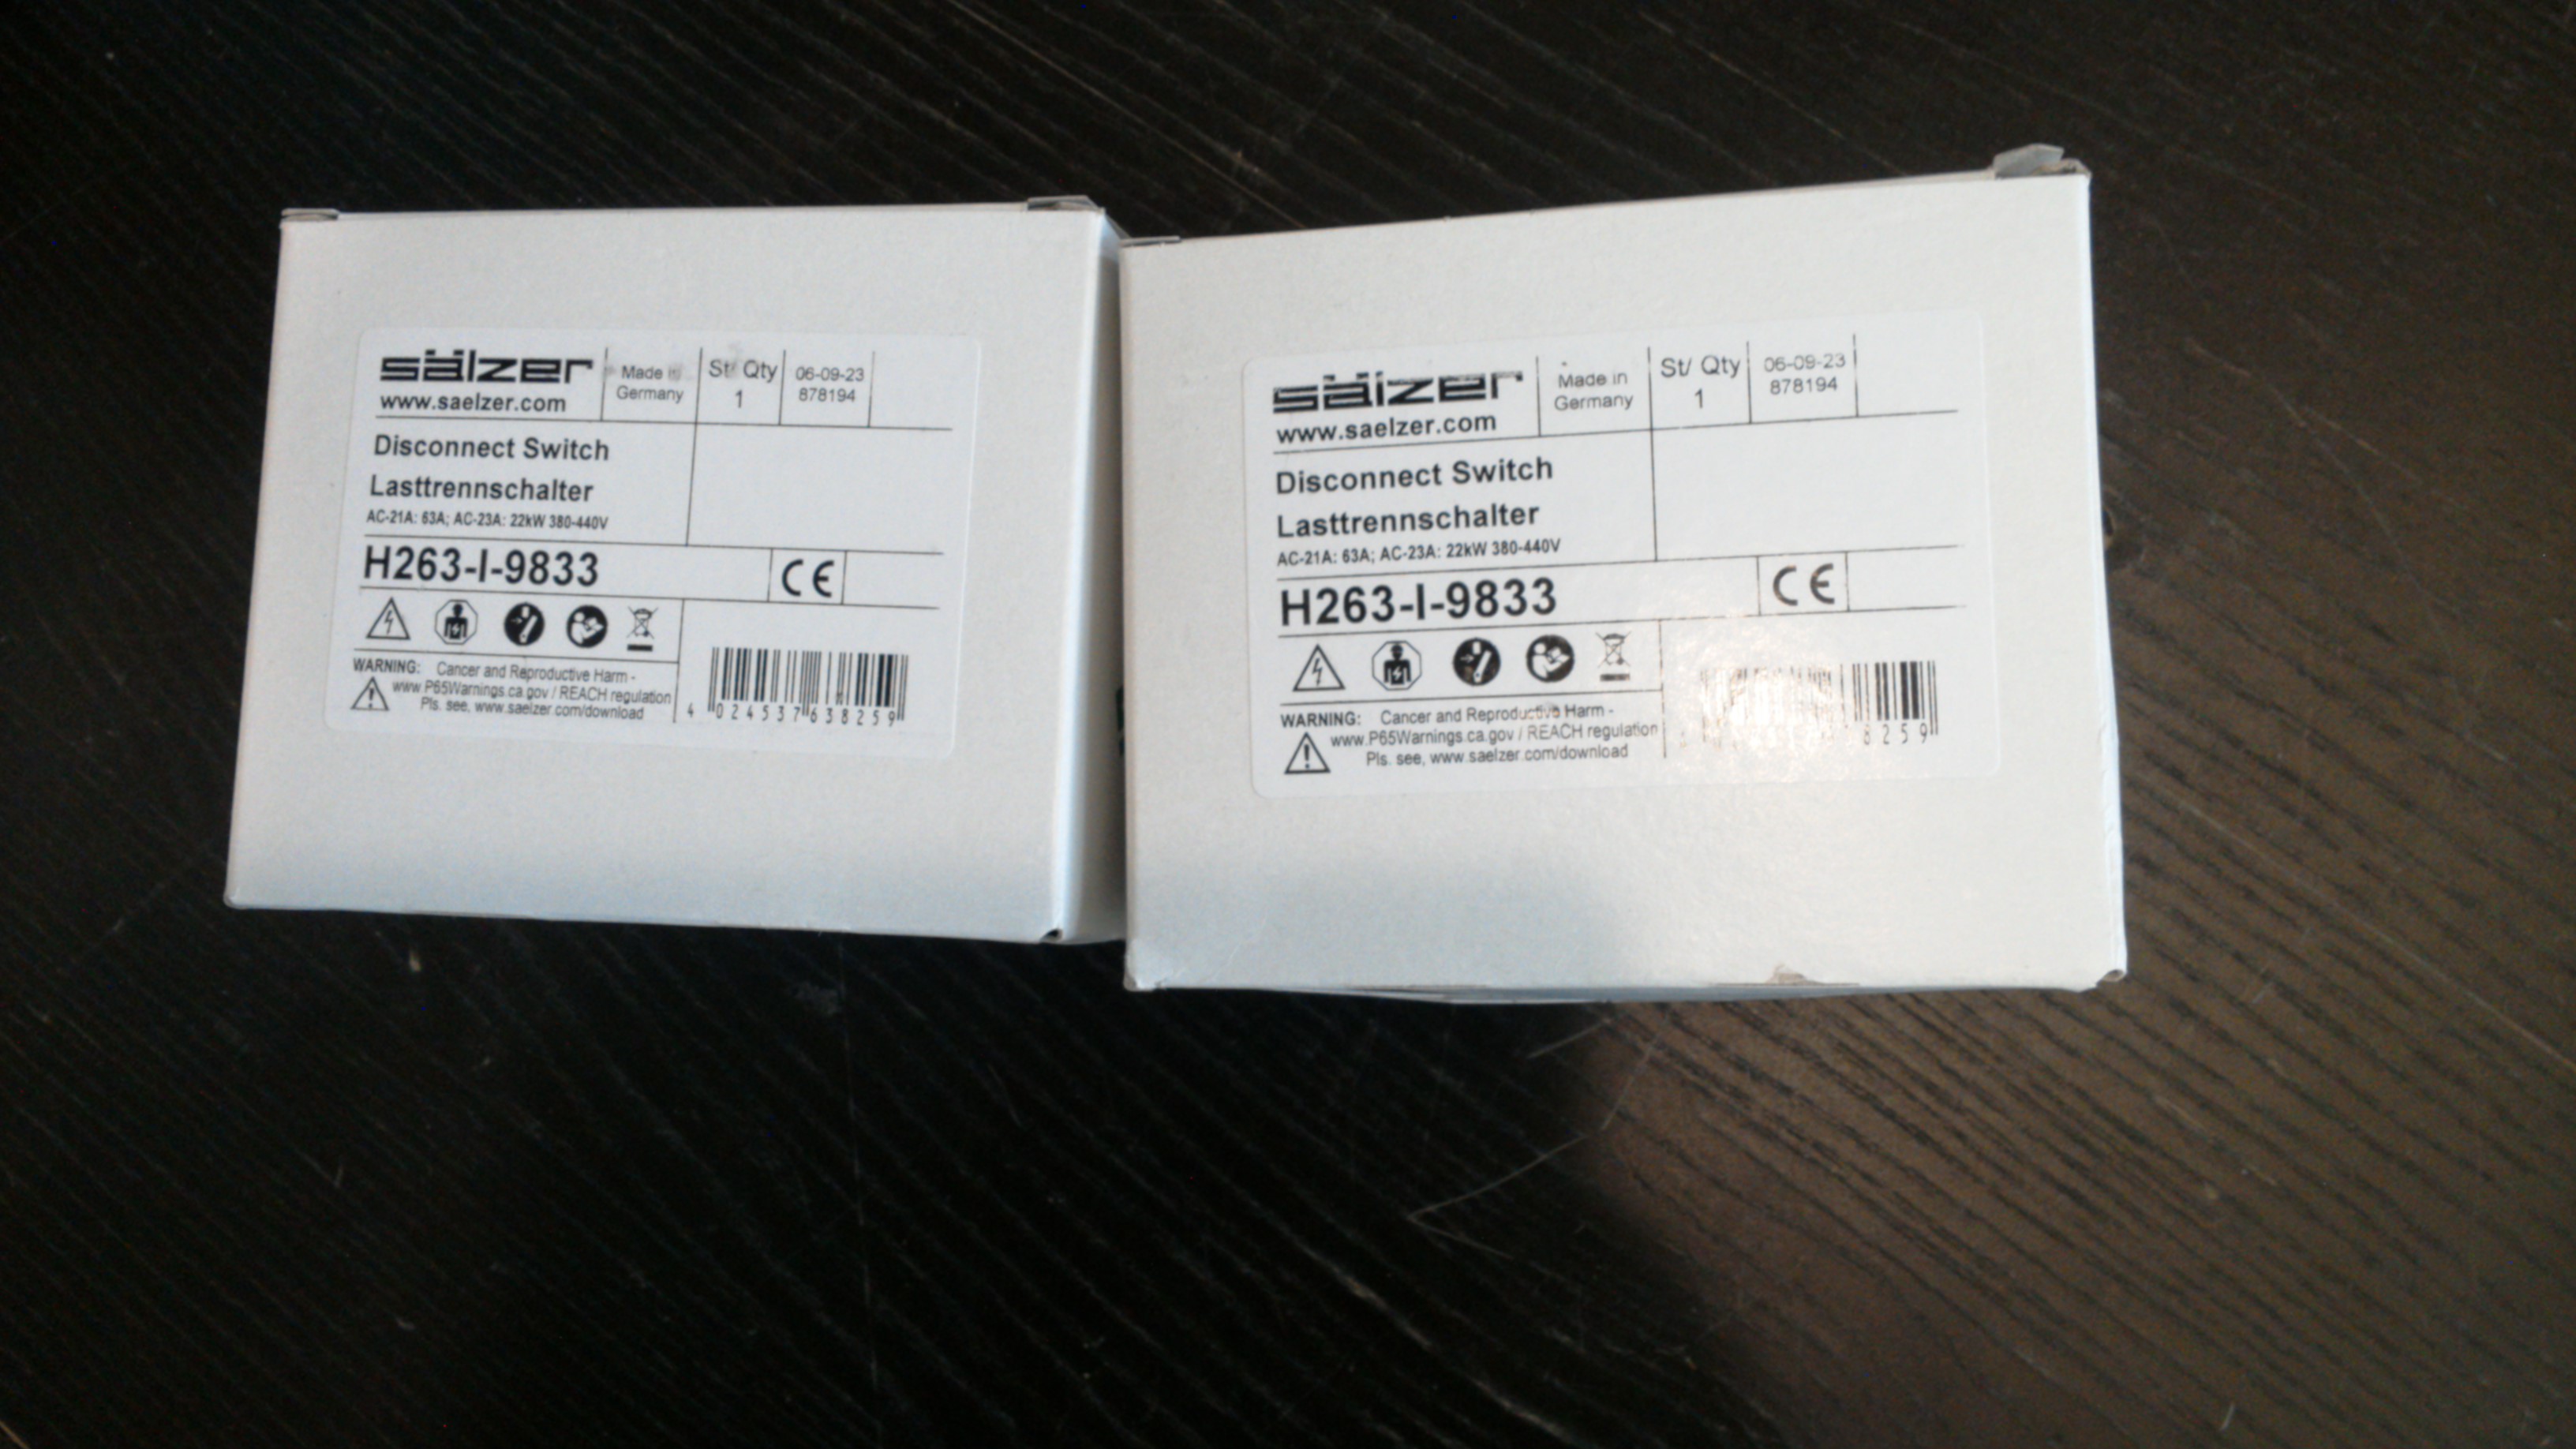 sälzer
www.saelzer.com
Made in
Germany
St/ Qty
1
06-09-23
878194
Disconnect Switch
Lasttrennschalter
AC-21A: 63A; AC-23A: 22kW 380-440V
H263-I-9833
CE
WARNING: Cancer and Reproductive Harm -
www.P65Warnings.ca.gov / REACH regulation
Pls. see, www.saelzer.com/download
4 024537 638259
sälzer
www.saelzer.com
Made in
Germany
St/ Qty
1
06-09-23
878194
Disconnect Switch
Lasttrennschalter
AC-21A: 63A; AC-23A: 22kW 380-440V
H263-I-9833
CE
WARNING: Cancer and Reproductive Harm -
www.P65Warnings.ca.gov / REACH regulation
Pls. see, www.saelzer.com/download
8259